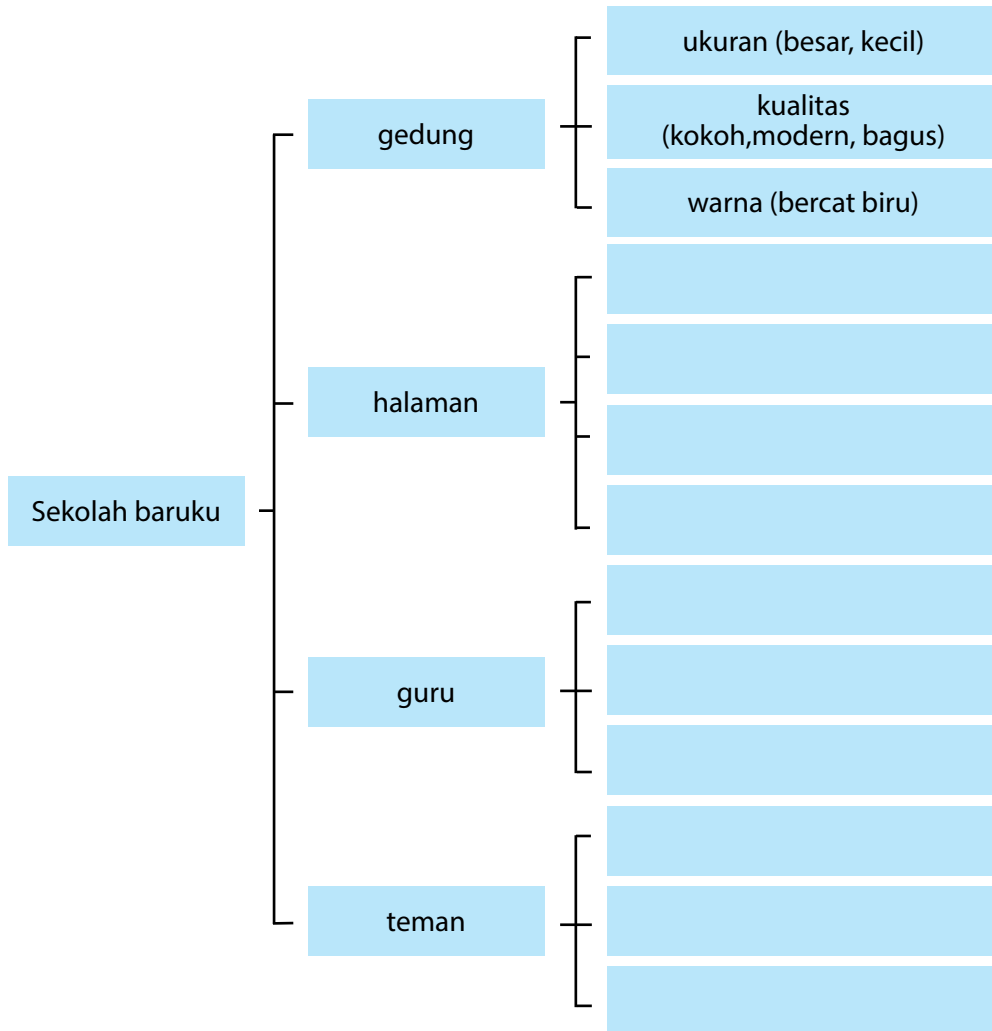 Sekolah baruku
gedung
ukuran (besar, kecil)
kualitas
(kokoh,modern, bagus)
warna (bercat biru)
halaman
guru
teman